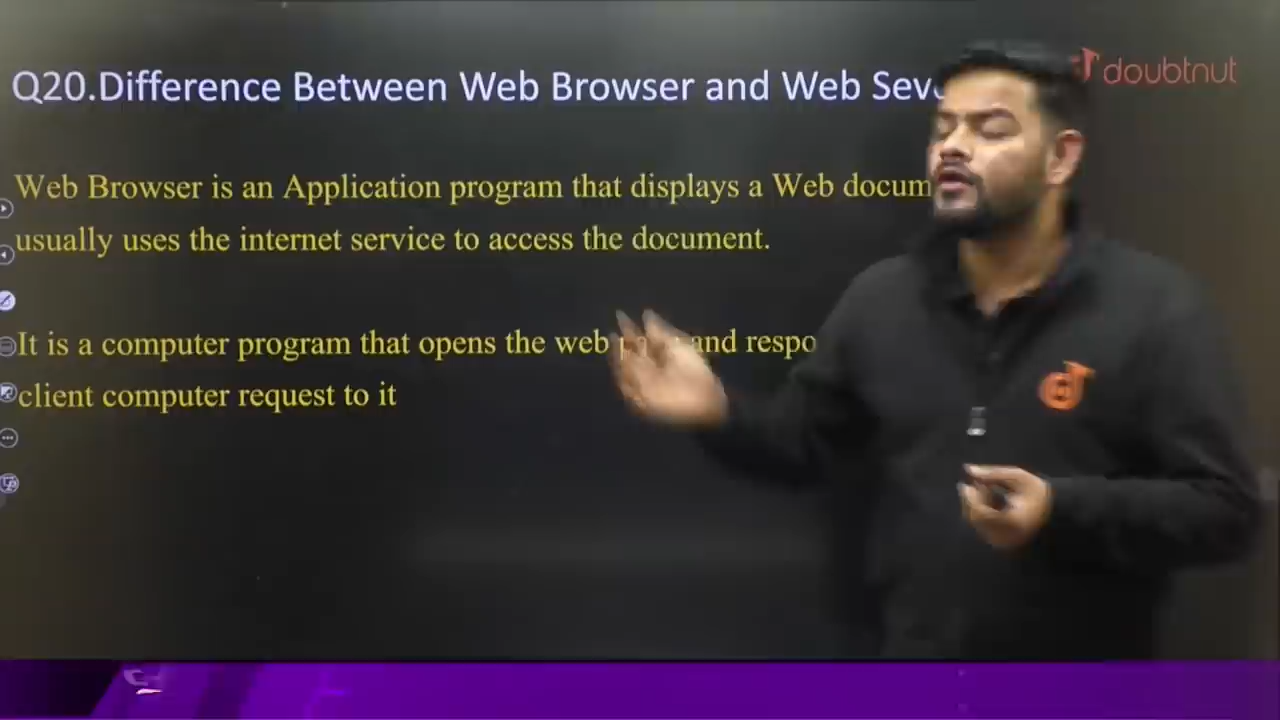 Q20.Difference Between Web Browser and Web Sev
doubtnut
Web Browser is an Application program that displays a Web docum
usually uses the internet service to access the document.
It is a computer program that opens the web and respo
client computer request to it